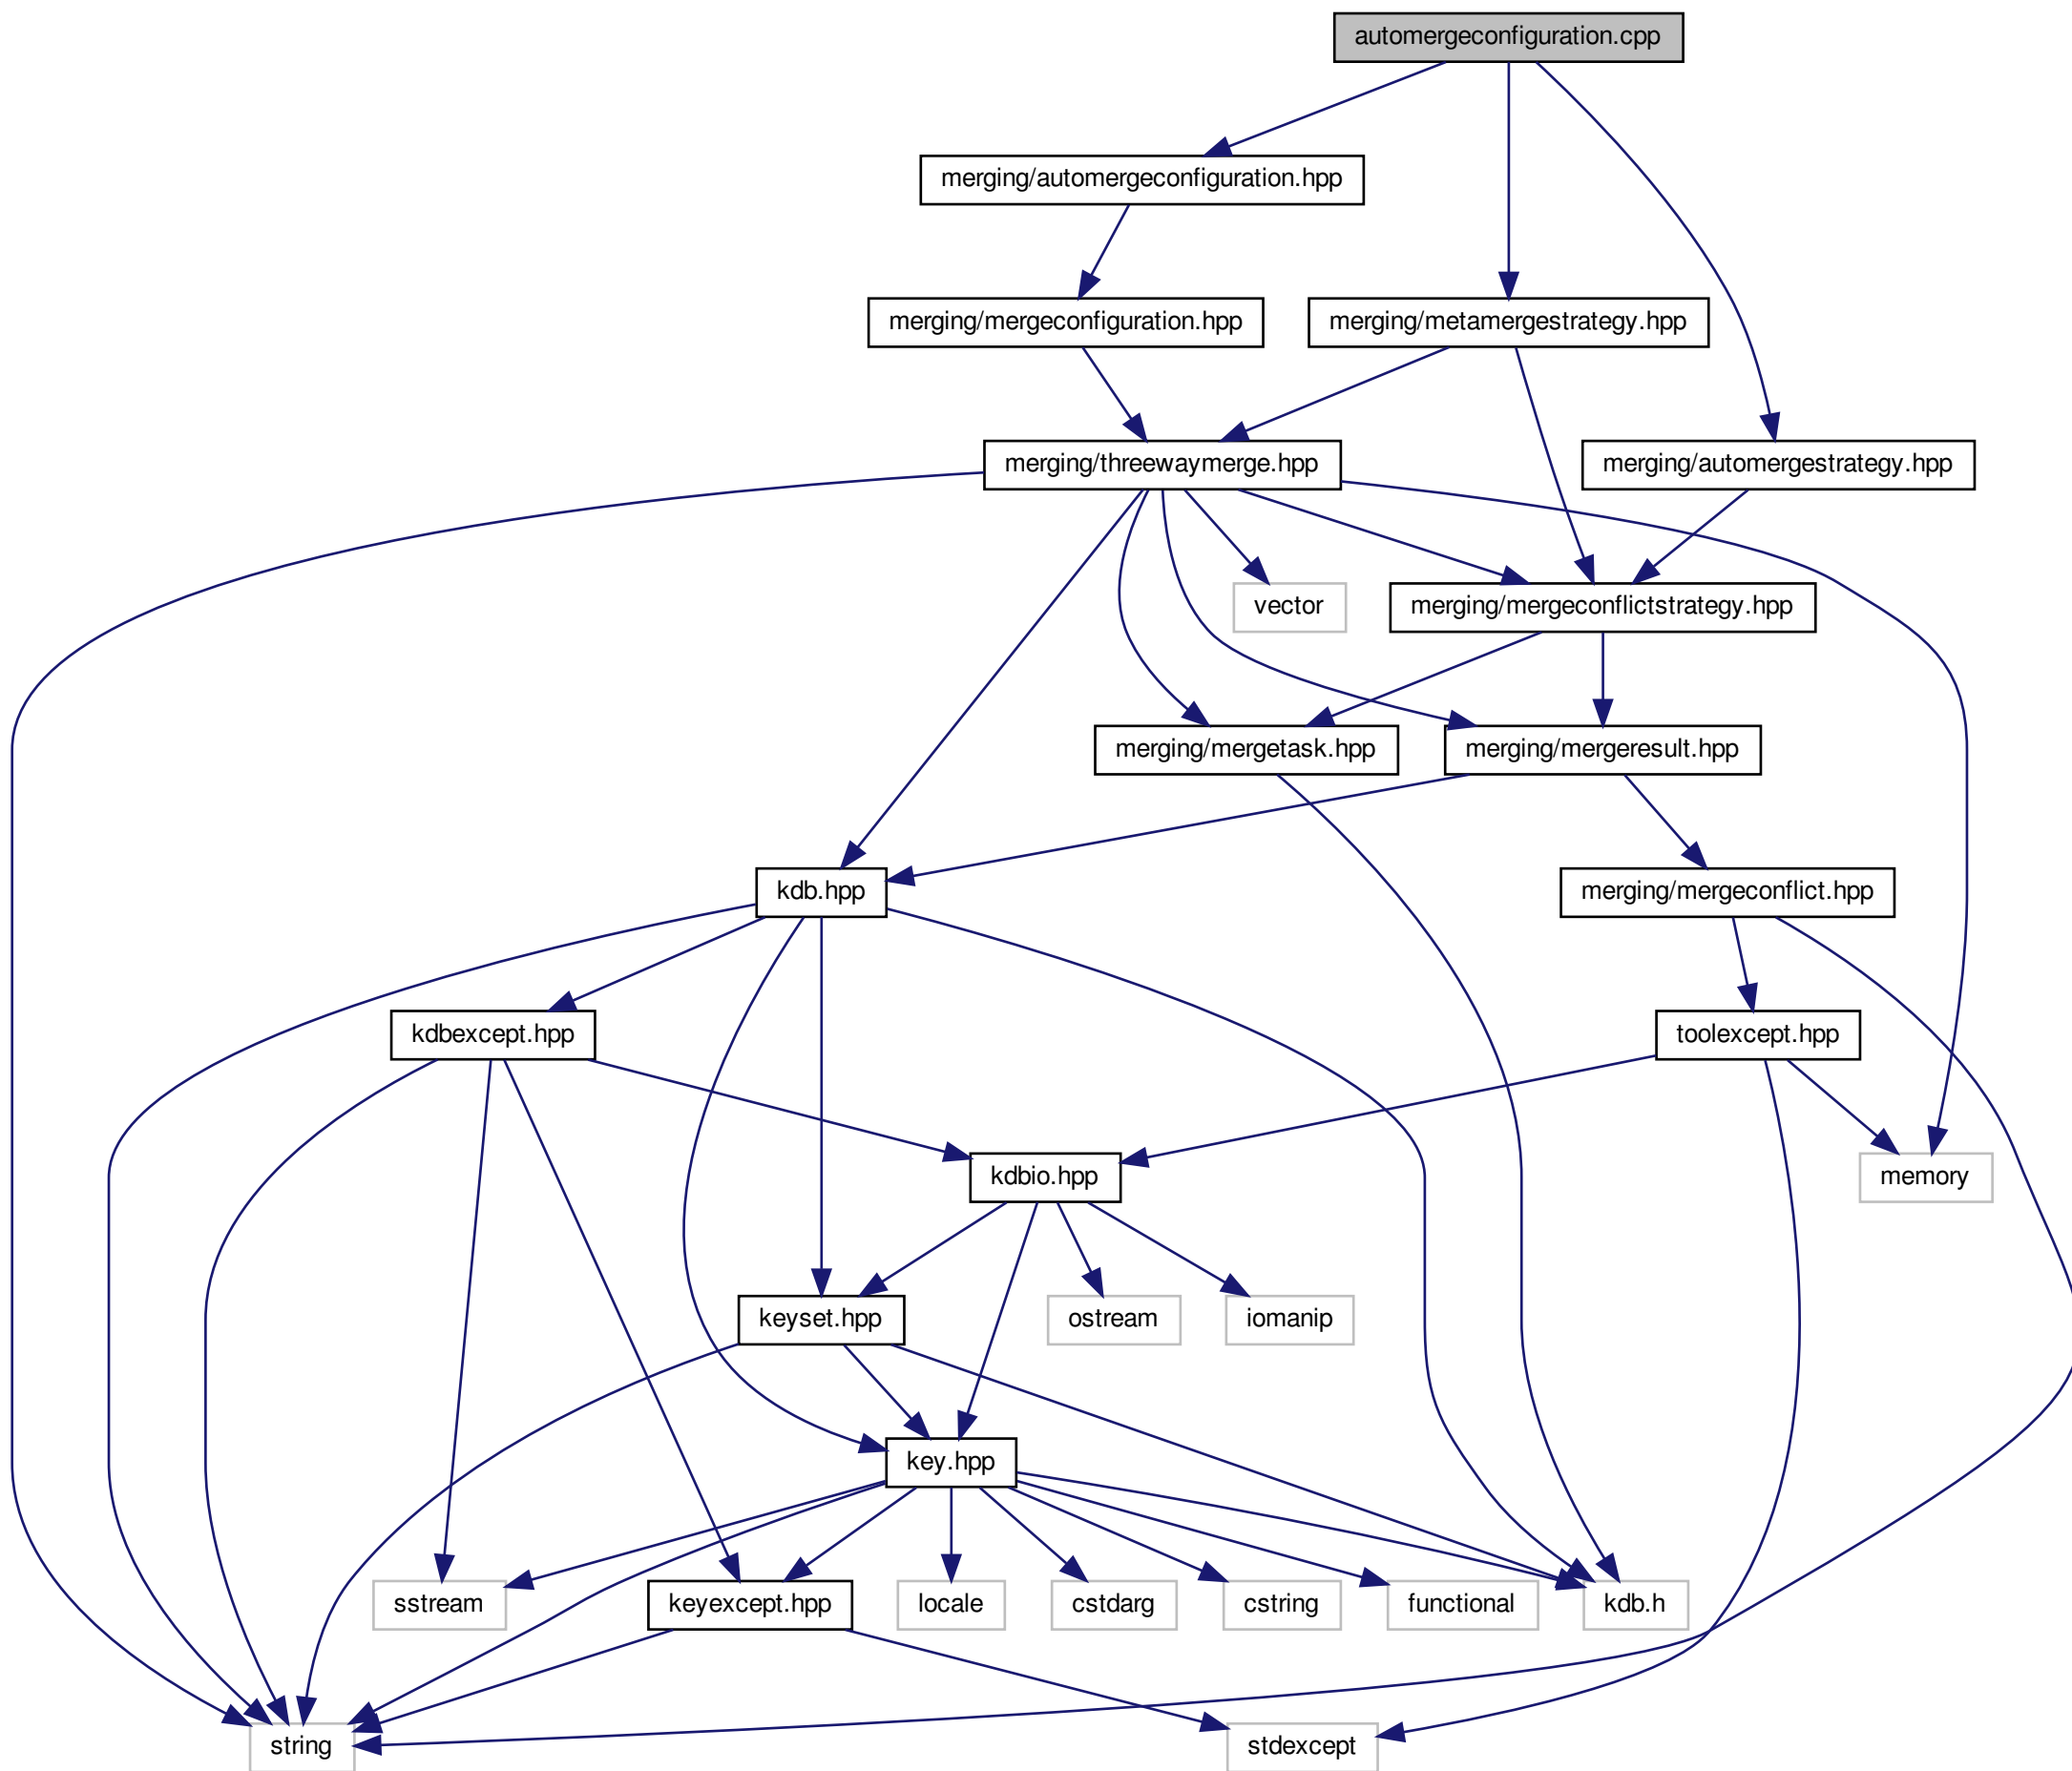 automergeconfiguration.cpp
merging/automergeconfiguration.hpp
merging/mergeconfiguration.hpp
merging/metamergestrategy.hpp
merging/threewaymerge.hpp
merging/automergestrategy.hpp
vector
merging/mergeconflictstrategy.hpp
merging/mergetask.hpp
merging/mergeresult.hpp
kdb.hpp
merging/mergeconflict.hpp
kdbexcept.hpp
toolexcept.hpp
kdbio.hpp
memory
keyset.hpp
ostream
iomanip
key.hpp
sstream
keyexcept.hpp
locale
cstdarg
cstring
functional
kdb.h
string
stdexcept